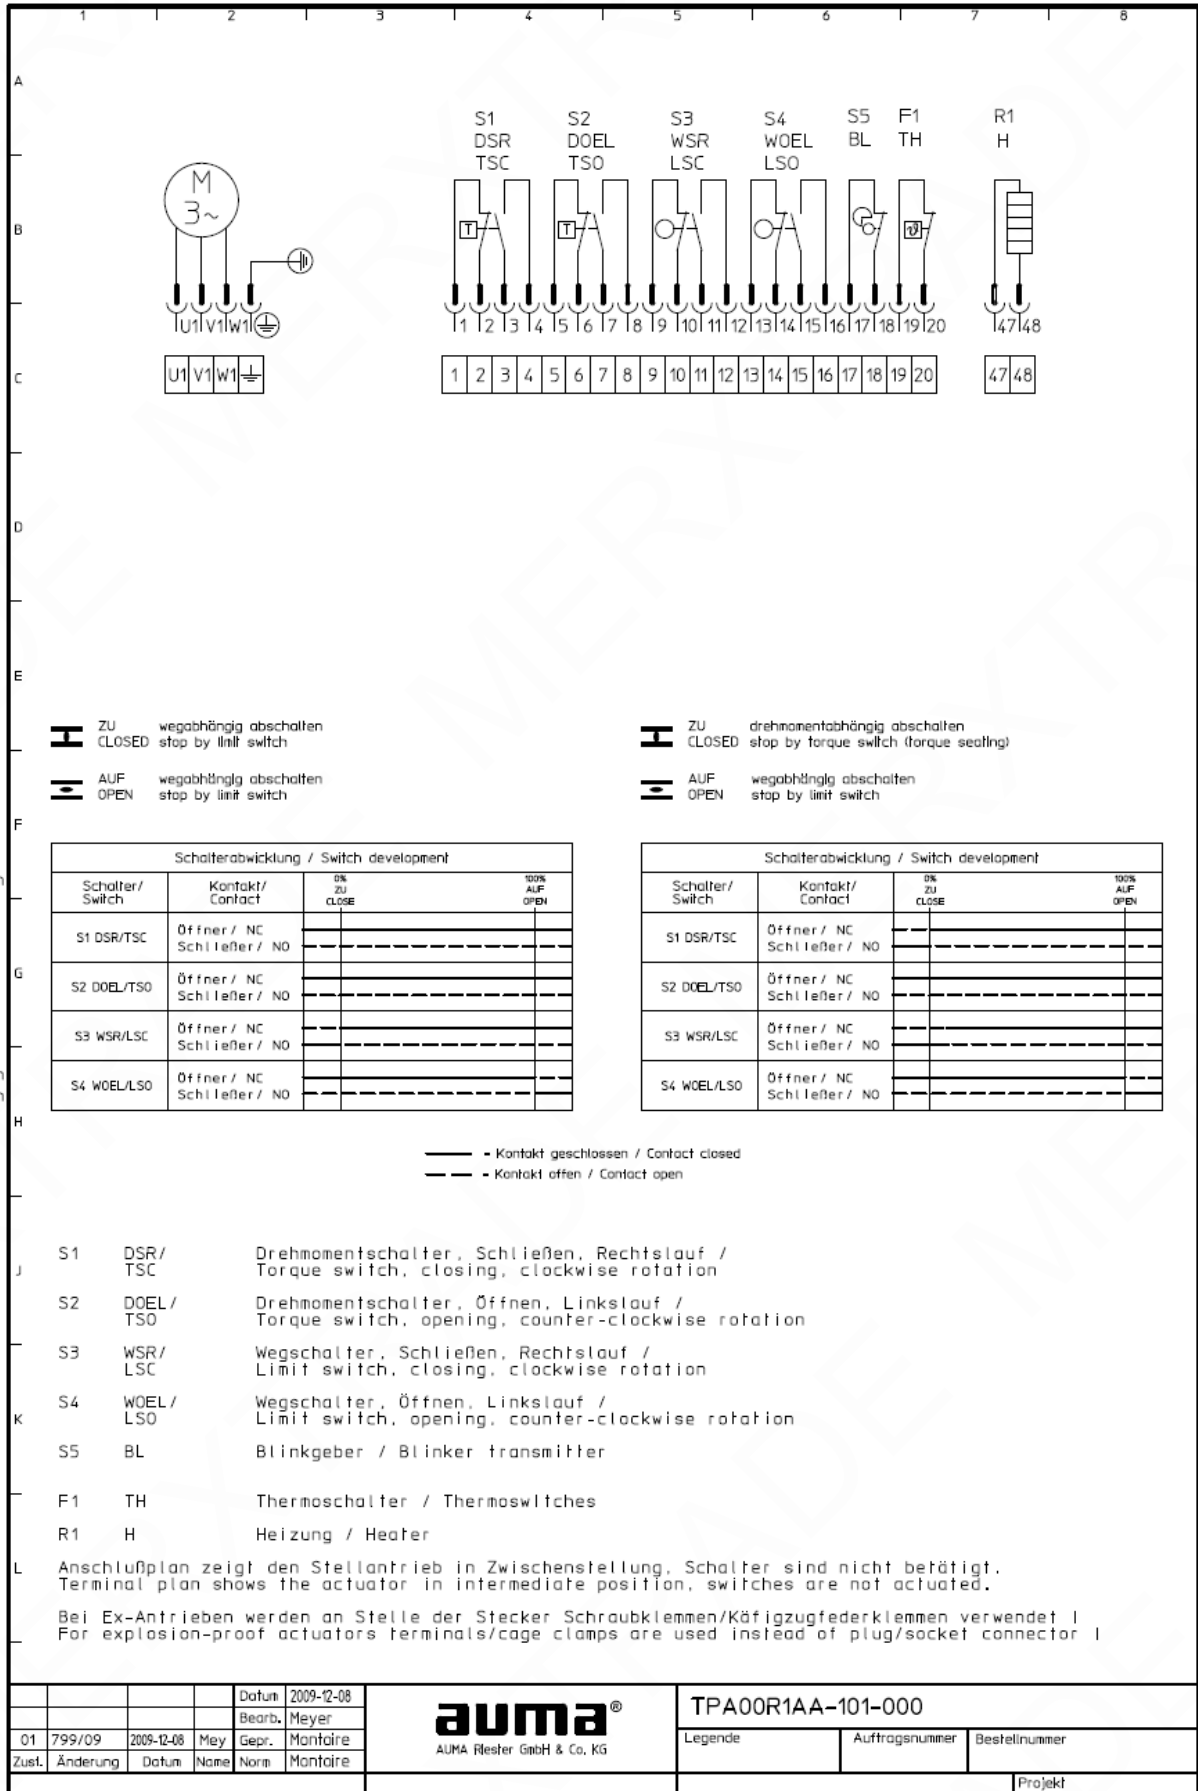 1 2 3 4 5 6 7 8
A
S1 S2 S3 S4 S5 F1 R1
DSR DOEL WSR WOEL BL TH H
TSC TSO LSC LSO
M
3~
B
T T ϑ
U1 V1 W1 1 2 3 4 5 6 7 8 9 10 11 12 13 14 15 16 17 18 19 20 47 48
C
U1 V1 W1 1 2 3 4 5 6 7 8 9 10 11 12 13 14 15 16 17 18 19 20 47 48
D
E
ZU wegabhängig abschalten
CLOSED stop by limit switch
AUF wegabhängig abschalten
OPEN stop by limit switch
ZU drehmomentabhängig abschalten
CLOSED stop by torque switch (torque seating)
AUF wegabhängig abschalten
OPEN stop by limit switch
F
Schalterabwicklung / Switch development
Schalter/ Kontakt/ 0% 100%
Switch Contact ZU AUF
CLOSE OPEN
S1 DSR/TSC Öffner/ NC
Schließer/ NO
G
S2 DOEL/TSO Öffner/ NC
Schließer/ NO
S3 WSR/LSC Öffner/ NC
Schließer/ NO
S4 WOEL/LSO Öffner/ NC
Schließer/ NO
Schalterabwicklung / Switch development
Schalter/ Kontakt/ 0% 100%
Switch Contact ZU AUF
CLOSE OPEN
S1 DSR/TSC Öffner/ NC
Schließer/ NO
S2 DOEL/TSO Öffner/ NC
Schließer/ NO
S3 WSR/LSC Öffner/ NC
Schließer/ NO
S4 WOEL/LSO Öffner/ NC
Schließer/ NO
H
- Kontakt geschlossen / Contact closed
- Kontakt offen / Contact open
S1 DSR/ Drehmomentschalter, Schließen, Rechtslauf /
J
TSC Torque switch, closing, clockwise rotation
S2 DOEL/ Drehmomentschalter, Öffnen, Linkslauf /
TSO Torque switch, opening, counter-clockwise rotation
S3 WSR/ Wegschalter, Schließen, Rechtslauf /
LSC Limit switch, closing, clockwise rotation
S4 WOEL/ Wegschalter, Öffnen, Linkslauf /
K
LSO Limit switch, opening, counter-clockwise rotation
S5 BL Blinkgeber / Blinker transmitter
F1 TH Thermoschalter / Thermoswitches
R1 H Heizung / Heater
L
Anschlußplan zeigt den Stellantrieb in Zwischenstellung, Schalter sind nicht betätigt.
Terminal plan shows the actuator in intermediate position, switches are not actuated.
Bei Ex-Antrieben werden an Stelle der Stecker Schraubklemmen/Käfigzugfederklemmen verwendet !
For explosion-proof actuators terminals/cage clamps are used instead of plug/socket connector !
Datum 2009-12-08
Bearb. Meyer
01 799/09 2009-12-08 Mey Gepr. Montaire
Zust. Änderung Datum Name Norm Montaire
auma®
AUMA Riester GmbH & Co. KG
TPA00R1AA-101-000
Legende Auftragsnummer Bestellnummer
Projekt
MERXTRADE